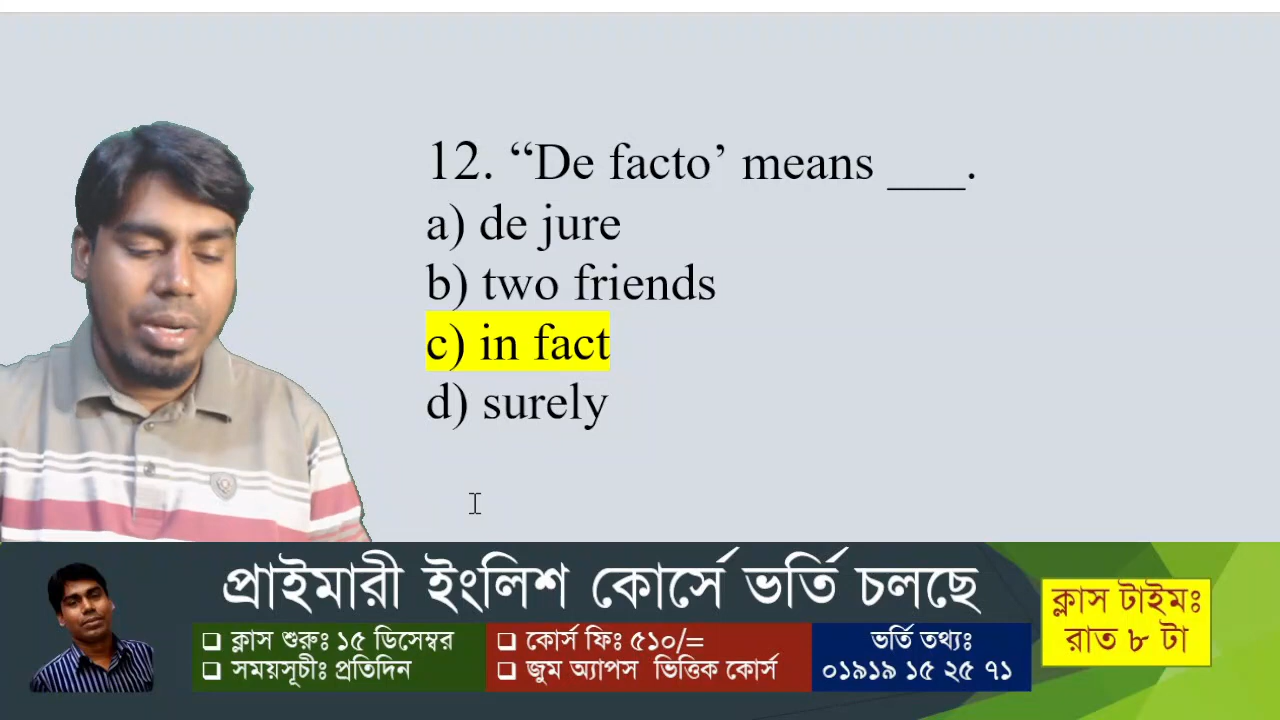 12. “De facto’ means ___.
a) de jure
b) two friends
c) in fact
d) surely
প্রাইমারী ইংলিশ কোর্সে ভর্তি চলছে
ক্লাস শুরুঃ ১৫ ডিসেম্বর
সময়সূচীঃ প্রতিদিন
কোর্স ফিঃ ৫১০/=
জুম অ্যাপস ভিত্তিক কোর্স
ভর্তি তথ্যঃ
০১৯১৯ ১৫ ২৫ ৭১
ক্লাস টাইমঃ
রাত ৮ টা